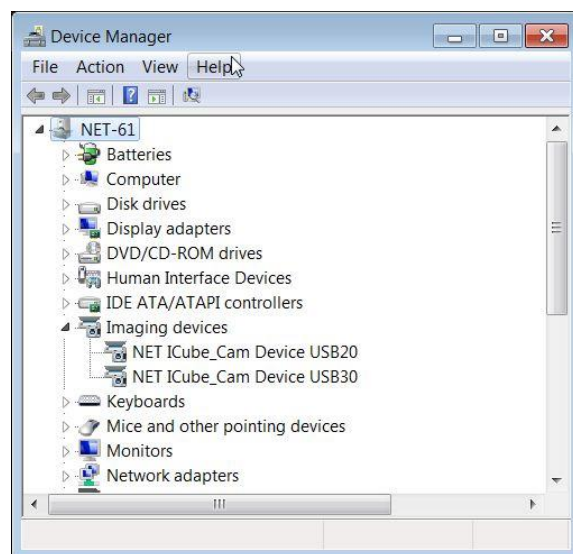 Device Manager
File Action View Help
NET-61
Batteries
Computer
Disk drives
Display adapters
DVD/CD-ROM drives
Human Interface Devices
IDE ATA/ATAPI controllers
Imaging devices
NET ICube_Cam Device USB20
NET ICube_Cam Device USB30
Keyboards
Mice and other pointing devices
Monitors
Network adapters